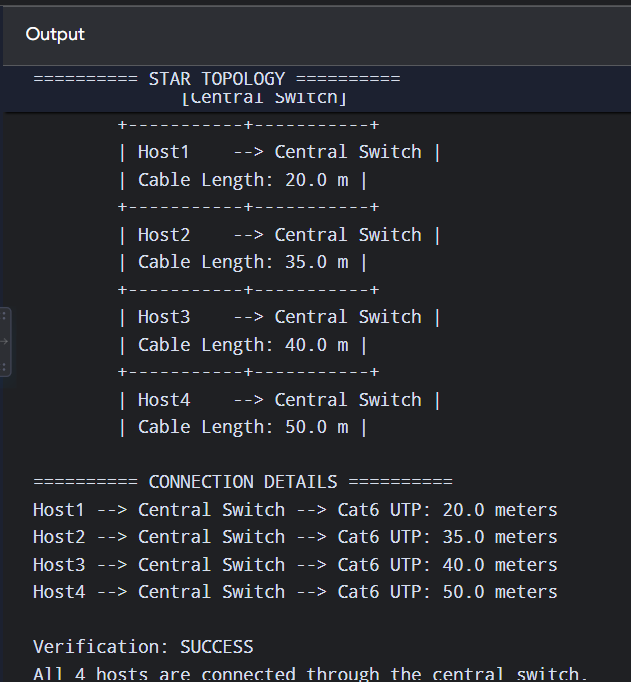 Output
========== STAR TOPOLOGY ==========
[Central Switch]
+-----------+-----------+
| Host1    --> Central Switch |
| Cable Length: 20.0 m |
+-----------+-----------+
| Host2    --> Central Switch |
| Cable Length: 35.0 m |
+-----------+-----------+
| Host3    --> Central Switch |
| Cable Length: 40.0 m |
+-----------+-----------+
| Host4    --> Central Switch |
| Cable Length: 50.0 m |
========== CONNECTION DETAILS ==========
Host1 --> Central Switch --> Cat6 UTP: 20.0 meters
Host2 --> Central Switch --> Cat6 UTP: 35.0 meters
Host3 --> Central Switch --> Cat6 UTP: 40.0 meters
Host4 --> Central Switch --> Cat6 UTP: 50.0 meters
Verification: SUCCESS
All 4 hosts are connected through the central switch.